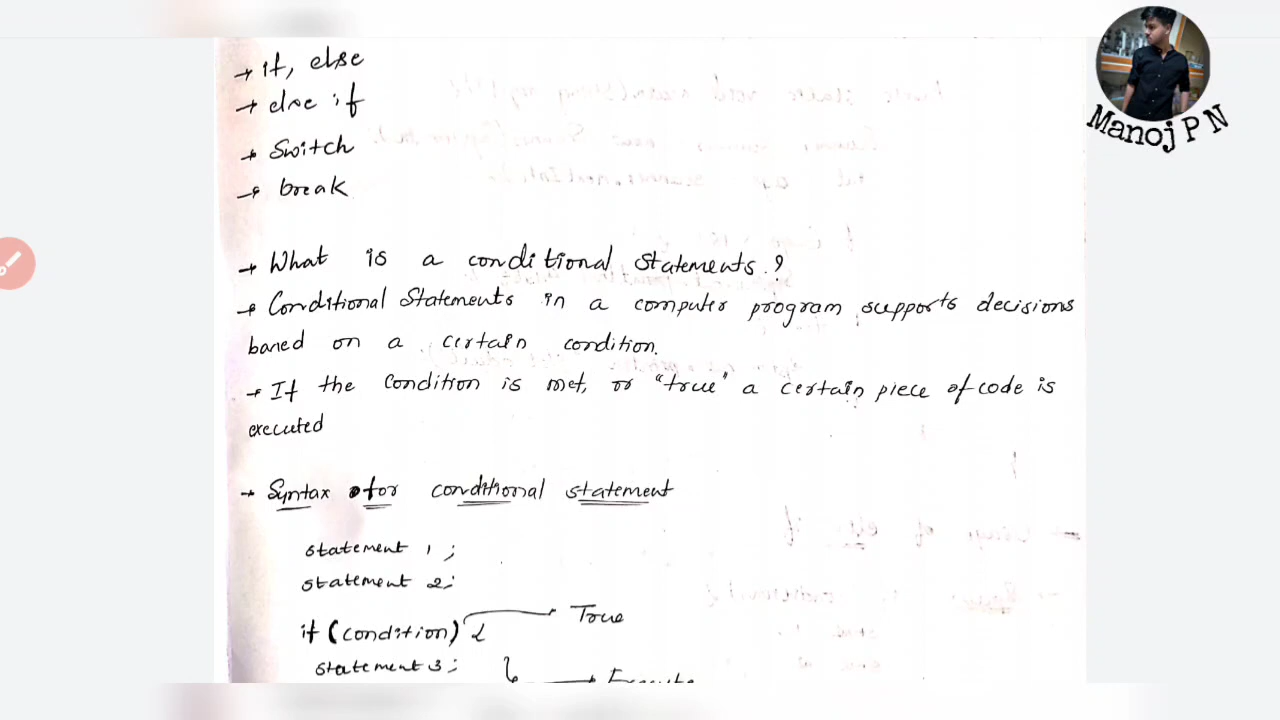 → if, else
→ else if
→ Switch
→ break
→ What is a conditional statements ?
→ Conditional Statements in a computer program supports decisions
based on a certain condition.
→ If the condition is met, or "true" a certain piece of code is
executed
→ Syntax for conditional statement
statement 1 ;
statement 2;
if (condition) { → True
statement 3;
→ Execute
Manoj P N